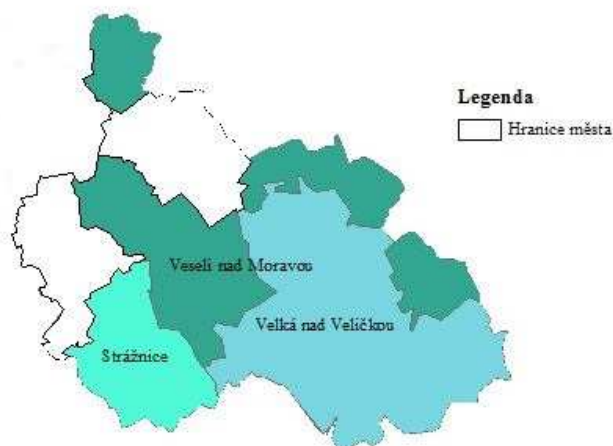 Legenda
Hranice města
Veselí nad Moravou
Velká nad Veličkou
Strážnice